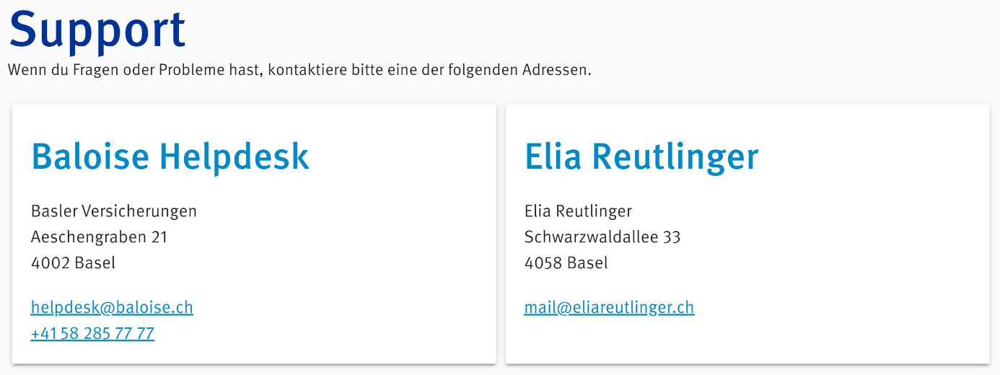 Support
Wenn du Fragen oder Probleme hast, kontaktiere bitte eine der folgenden Adressen.
Baloise Helpdesk
Basler Versicherungen
Aeschengraben 21
4002 Basel
helpdesk@baloise.ch
+41 58 285 77 77
Elia Reutlinger
Elia Reutlinger
Schwarzwaldallee 33
4058 Basel
mail@eliareutlinger.ch